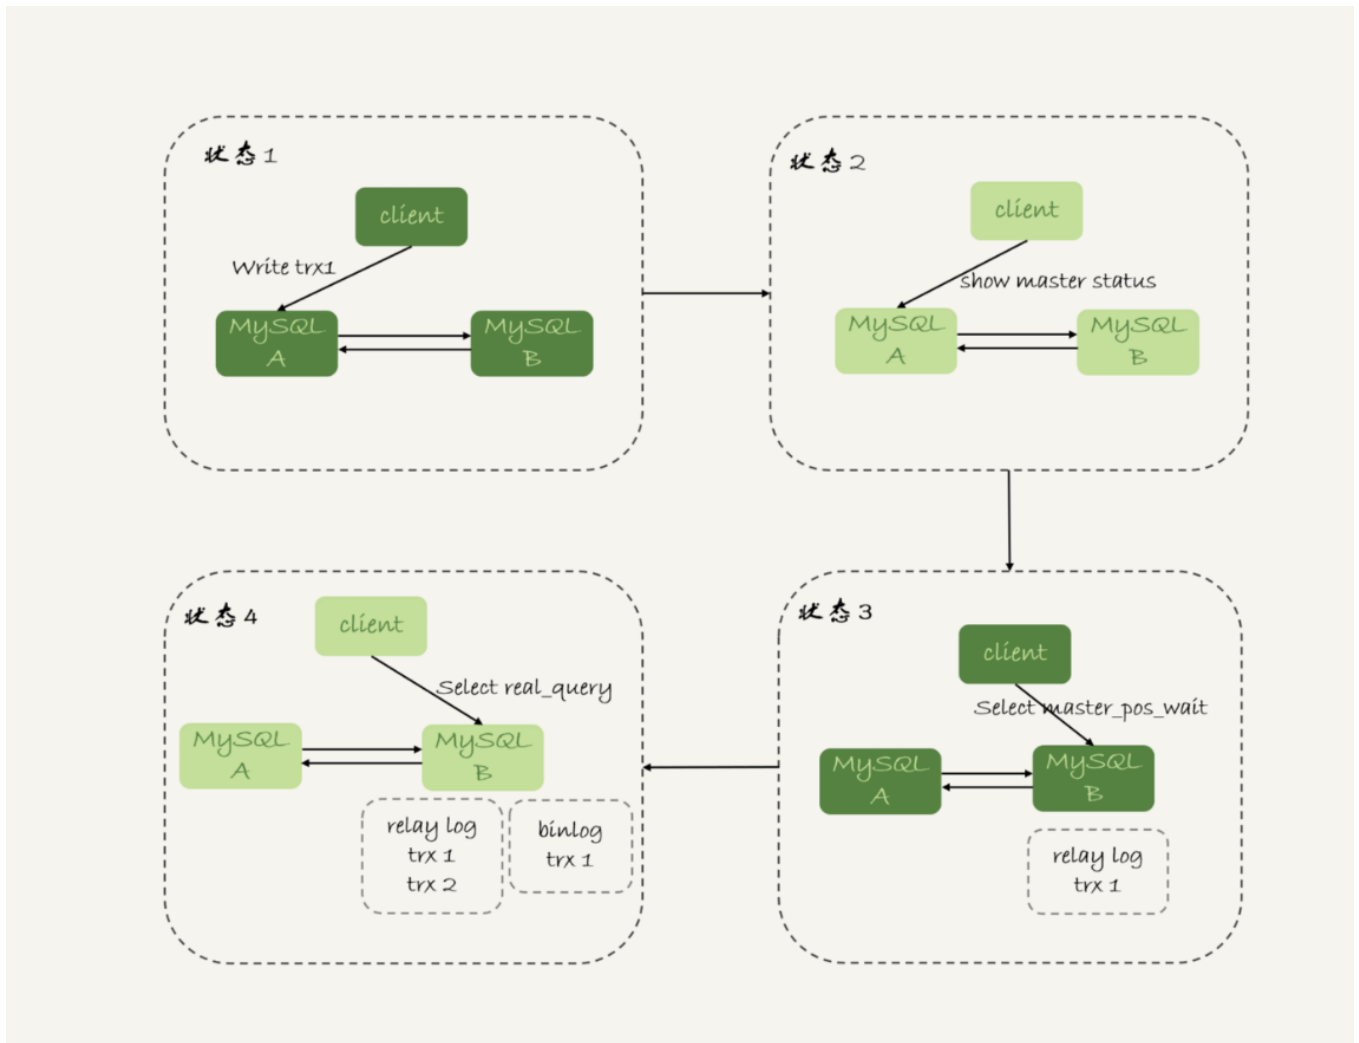 状态1
client
Write trx1
MySQL
A
MySQL
B
状态2
client
show master status
MySQL
A
MySQL
B
状态4
client
Select real_query
MySQL
A
MySQL
B
relay log
trx 1
trx 2
binlog
trx 1
状态3
client
Select master_pos_wait
MySQL
A
MySQL
B
relay log
trx 1